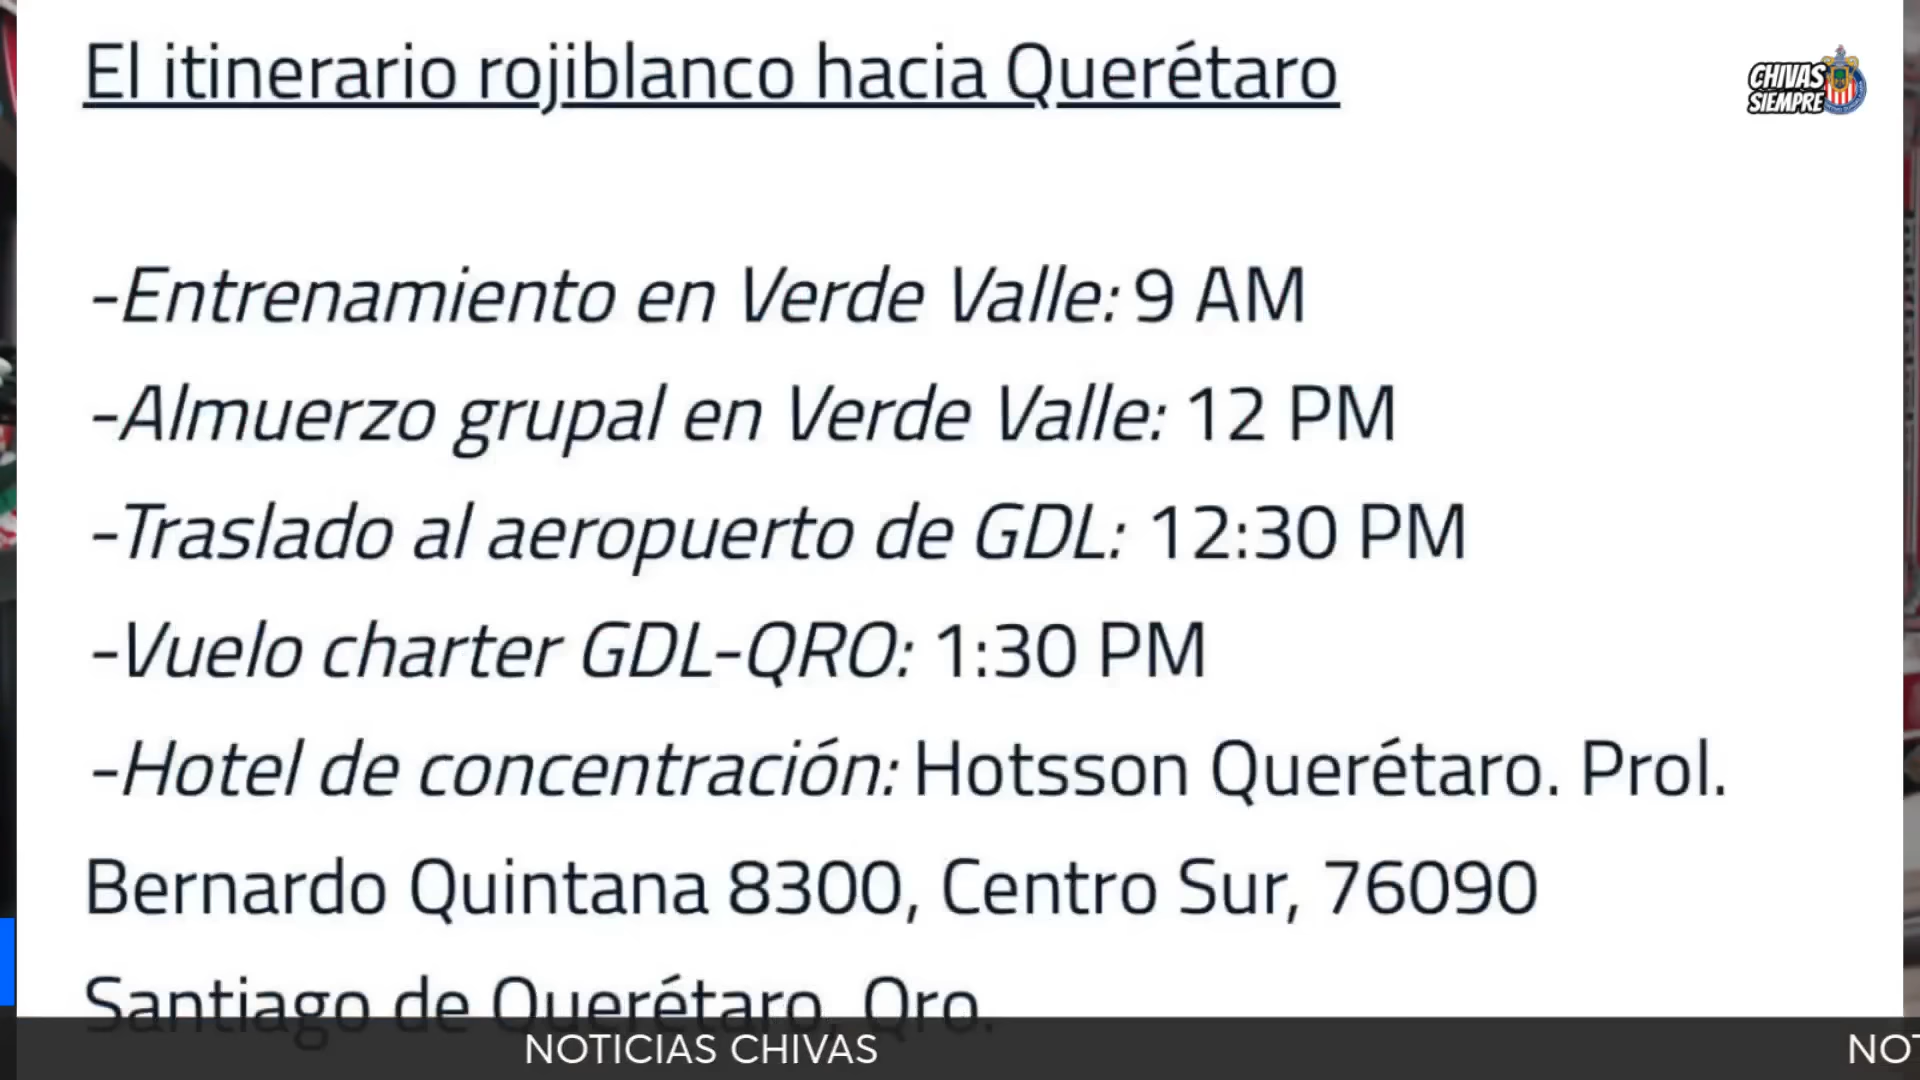 El itinerario rojiblanco hacia Querétaro
CHIVAS
SIEMPRE
-Entrenamiento en Verde Valle: 9 AM
-Almuerzo grupal en Verde Valle: 12 PM
-Traslado al aeropuerto de GDL: 12:30 PM
-Vuelo charter GDL-QRO: 1:30 PM
-Hotel de concentración: Hotsson Querétaro. Prol.
Bernardo Quintana 8300, Centro Sur, 76090
Santiago de Querétaro, Qro.
NOTICIAS CHIVAS